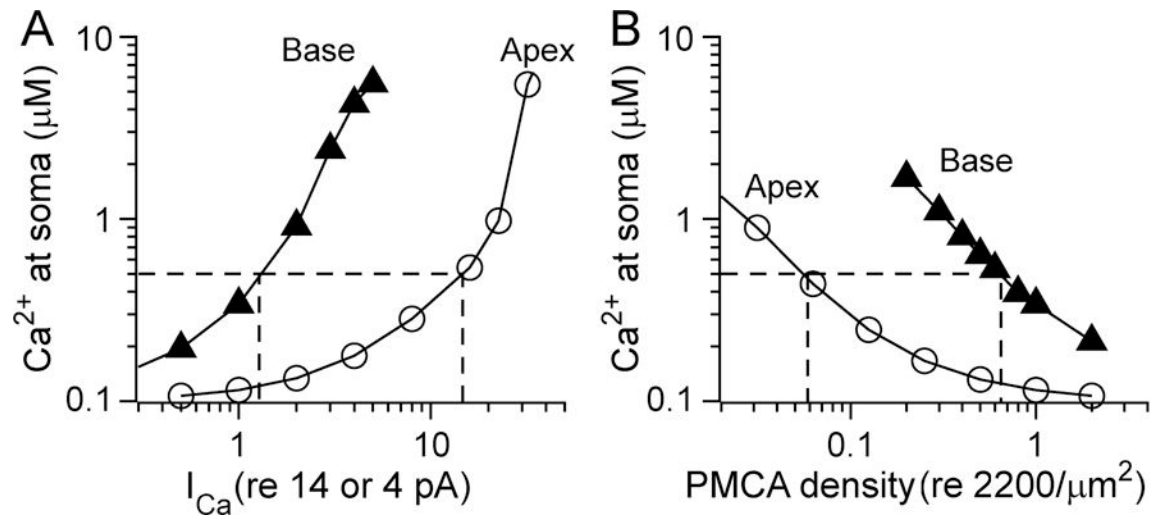 A
Ca²⁺ at soma (μM)
10
1
0.1
Base
Apex
1
10
I_Ca (re 14 or 4 pA)
B
Ca²⁺ at soma (μM)
10
1
0.1
Apex
Base
0.1
1
PMCA density (re 2200/μm²)